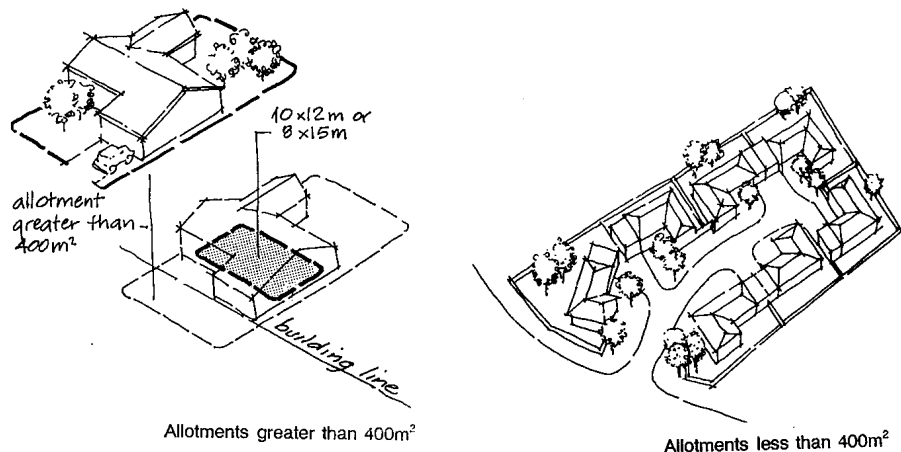 10x12m or
8x15m
allotment
greater than
400m²
building line
Allotments greater than 400m²
Allotments less than 400m²